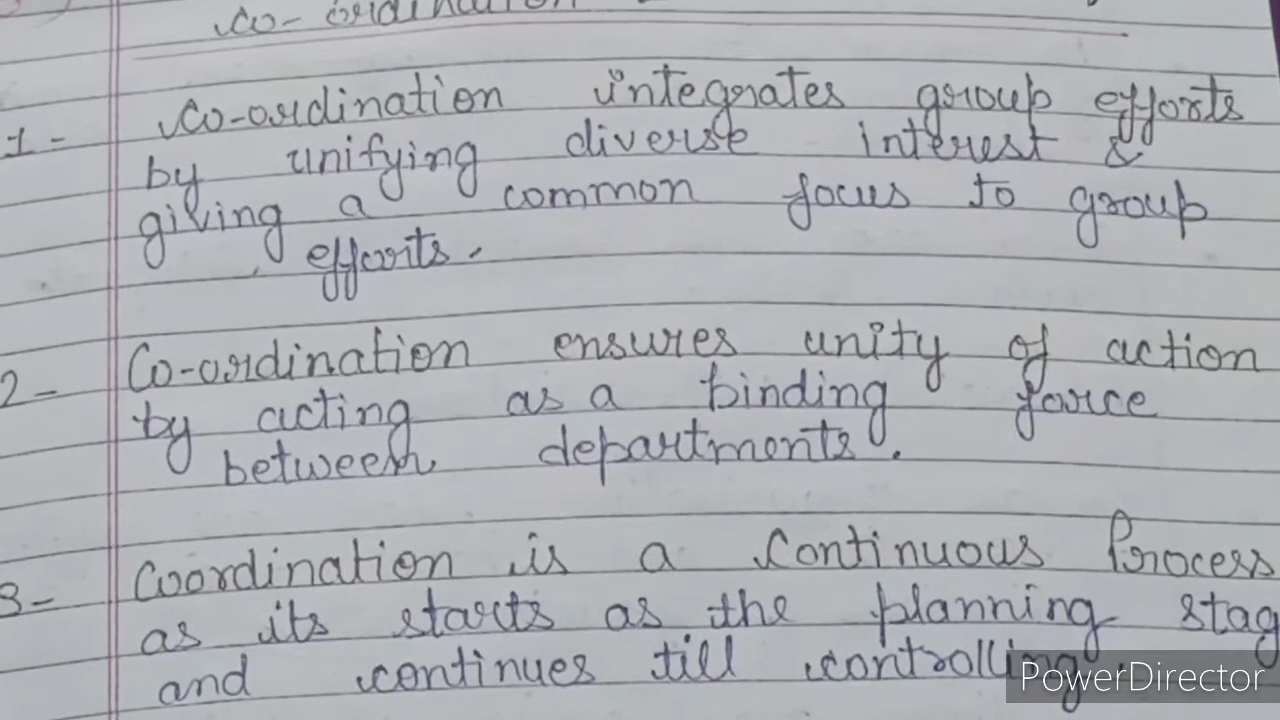 Co-ordination
1- Co-ordination integrates group efforts
by unifying diverse interest &
giving a common focus to group
efforts.
2- Co-ordination ensures unity of action
by acting as a binding force
between departments.
3- Coordination is a Continuous Process
as its starts as the planning stag
and continues till controlling.
PowerDirector